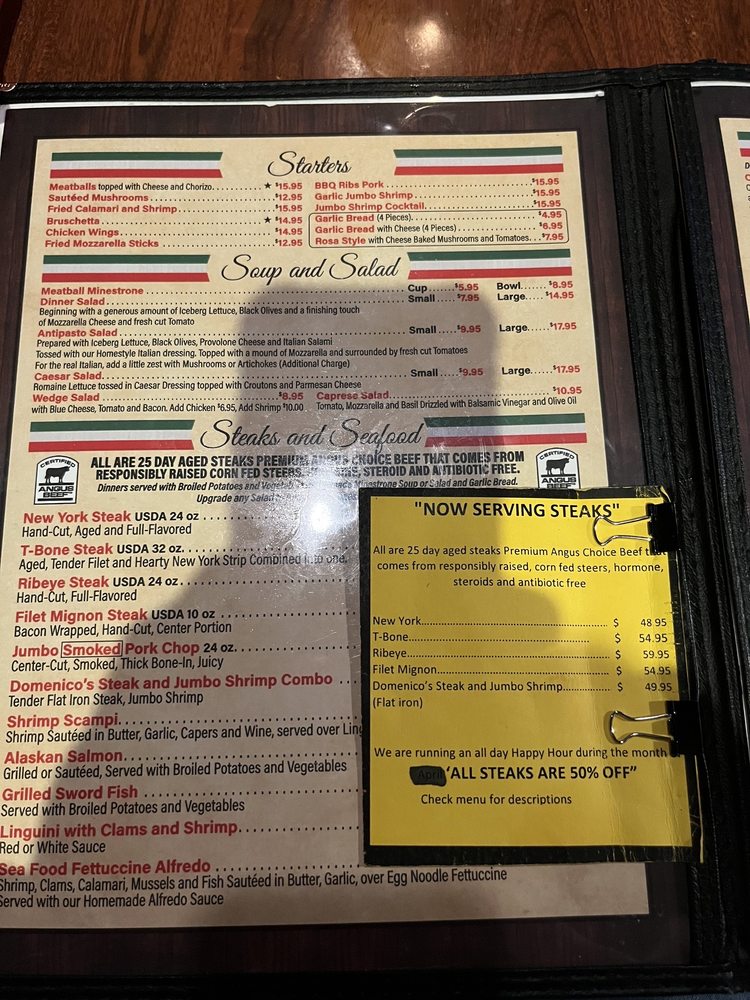 Starters
Meatballs topped with Cheese and Chorizo.......... ★ $15.95
Sautéed Mushrooms.......... $12.95
Fried Calamari and Shrimp.......... $15.95
Bruschetta.......... ★ $14.95
Chicken Wings.......... $14.95
Fried Mozzarella Sticks.......... $12.95
BBQ Ribs Pork.......... $15.95
Garlic Jumbo Shrimp.......... $15.95
Jumbo Shrimp Cocktail.......... $15.95
Garlic Bread (4 Pieces).......... $4.95
Garlic Bread with Cheese (4 Pieces).......... $6.95
Rosa Style with Cheese Baked Mushrooms and Tomatoes... $7.95
Soup and Salad
Meatball Minestrone.......... Cup.....$5.95 Bowl.....$8.95
Dinner Salad.......... Small.....$7.95 Large.....$14.95
Beginning with a generous amount of Iceberg Lettuce, Black Olives and a finishing touch
of Mozzarella Cheese and fresh cut Tomato
Antipasto Salad.......... Small.....$9.95 Large.....$17.95
Prepared with Iceberg Lettuce, Black Olives, Provolone Cheese and Italian Salami
Tossed with our Homestyle Italian dressing. Topped with a mound of Mozzarella and surrounded by fresh cut Tomatoes
For the real Italian, add a little zest with Mushrooms or Artichokes (Additional Charge)
Caesar Salad.......... Small.....$9.95 Large.....$17.95
Romaine Lettuce tossed in Caesar Dressing topped with Croutons and Parmesan Cheese
Wedge Salad.......... $8.95
with Blue Cheese, Tomato and Bacon. Add Chicken $6.95, Add Shrimp $10.00
Caprese Salad.......... $10.95
Tomato, Mozzarella and Basil Drizzled with Balsamic Vinegar and Olive Oil
Steaks and Seafood
CERTIFIED ANGUS BEEF
ALL ARE 25 DAY AGED STEAKS PREMIUM ANGUS CHOICE BEEF THAT COMES FROM
RESPONSIBLY RAISED CORN FED STEERS, STEROID AND ANTIBIOTIC FREE.
Dinners served with Broiled Potatoes and Minestrone Soup or Salad and Garlic Bread.
Upgrade any Salad
CERTIFIED ANGUS BEEF
New York Steak USDA 24 oz
Hand-Cut, Aged and Full-Flavored
T-Bone Steak USDA 32 oz.
Aged, Tender Filet and Hearty New York Strip Combined into one.
Ribeye Steak USDA 24 oz.
Hand-Cut, Full-Flavored
Filet Mignon Steak USDA 10 oz
Bacon Wrapped, Hand-Cut, Center Portion
Jumbo Smoked Pork Chop 24 oz.
Center-Cut, Smoked, Thick Bone-In, Juicy
Domenico's Steak and Jumbo Shrimp Combo
Tender Flat Iron Steak, Jumbo Shrimp
Shrimp Scampi
Shrimp Sautéed in Butter, Garlic, Capers and Wine, served over
Alaskan Salmon
Grilled or Sautéed, Served with Broiled Potatoes and Vegetables
Grilled Sword Fish
Served with Broiled Potatoes and Vegetables
Linguini with Clams and Shrimp
Red or White Sauce
Sea Food Fettuccine Alfredo
Shrimp, Clams, Calamari, Mussels and Fish Sautéed in Butter, Garlic, over Egg Noodle Fettuccine
Served with our Homemade Alfredo Sauce
"NOW SERVING STEAKS"
All are 25 day aged steaks Premium Angus Choice Beef that
comes from responsibly raised, corn fed steers, hormone,
steroids and antibiotic free
New York.......... $ 48.95
T-Bone.......... $ 54.95
Ribeye.......... $ 59.95
Filet Mignon.......... $ 54.95
Domenico's Steak and Jumbo Shrimp.......... $ 49.95
(Flat iron)
We are running an all day Happy Hour during the month
April 'ALL STEAKS ARE 50% OFF"
Check menu for descriptions